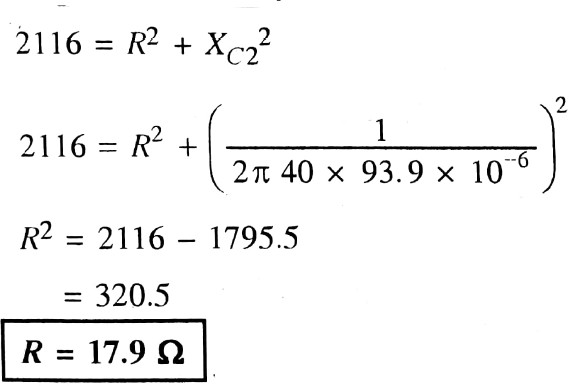 2116 = R² + X_C2²
2116 = R² + (1 / (2π 40 × 93.9 × 10⁻⁶))²
R² = 2116 − 1795.5
= 320.5
R = 17.9 Ω